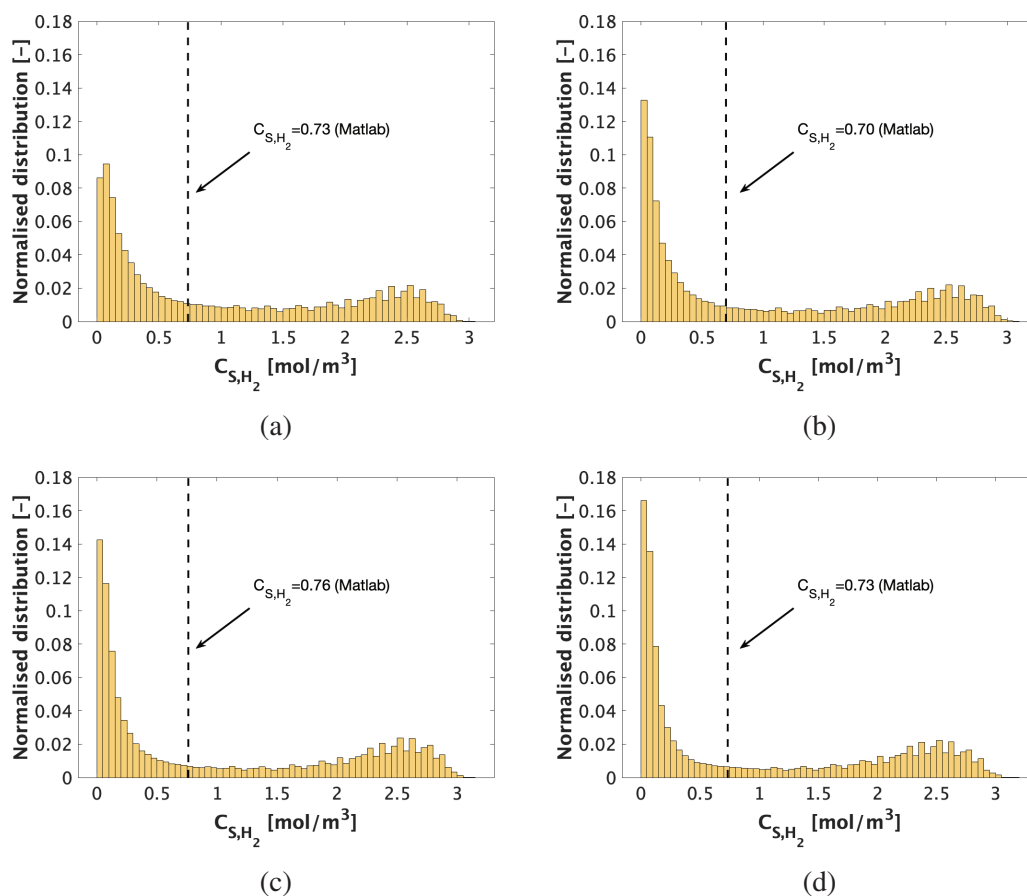 0.18
0.16
0.14
0.12
0.1
0.08
0.06
0.04
0.02
0
Normalised distribution [-]
C_S,H_2=0.73 (Matlab)
0 0.5 1 1.5 2 2.5 3
C_S,H_2 [mol/m^3]
(a)
0.18
0.16
0.14
0.12
0.1
0.08
0.06
0.04
0.02
0
Normalised distribution [-]
C_S,H_2=0.70 (Matlab)
0 0.5 1 1.5 2 2.5 3
C_S,H_2 [mol/m^3]
(b)
0.18
0.16
0.14
0.12
0.1
0.08
0.06
0.04
0.02
0
Normalised distribution [-]
C_S,H_2=0.76 (Matlab)
0 0.5 1 1.5 2 2.5 3
C_S,H_2 [mol/m^3]
(c)
0.18
0.16
0.14
0.12
0.1
0.08
0.06
0.04
0.02
0
Normalised distribution [-]
C_S,H_2=0.73 (Matlab)
0 0.5 1 1.5 2 2.5 3
C_S,H_2 [mol/m^3]
(d)